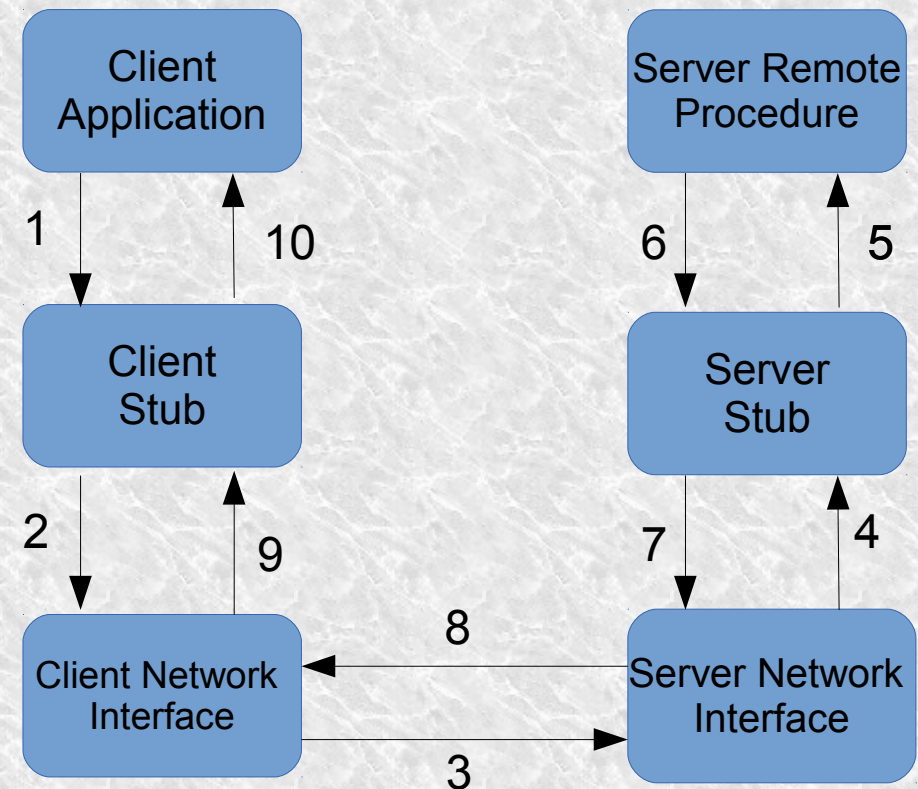 Client
Application
Server Remote
Procedure
1
10
6
5
Client
Stub
Server
Stub
2
9
7
4
8
Client Network
Interface
Server Network
Interface
3